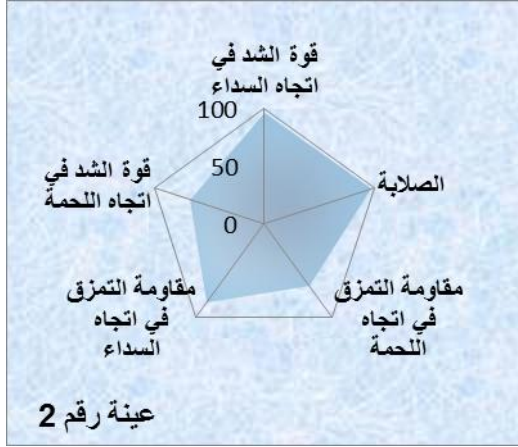 قوة الشد في
اتجاه السداء
100
50
0
الصلابة
مقاومة التمزق
في اتجاه
اللحمة
مقاومة التمزق
في اتجاه
السداء
قوة الشد في
اتجاه اللحمة
عينة رقم 2